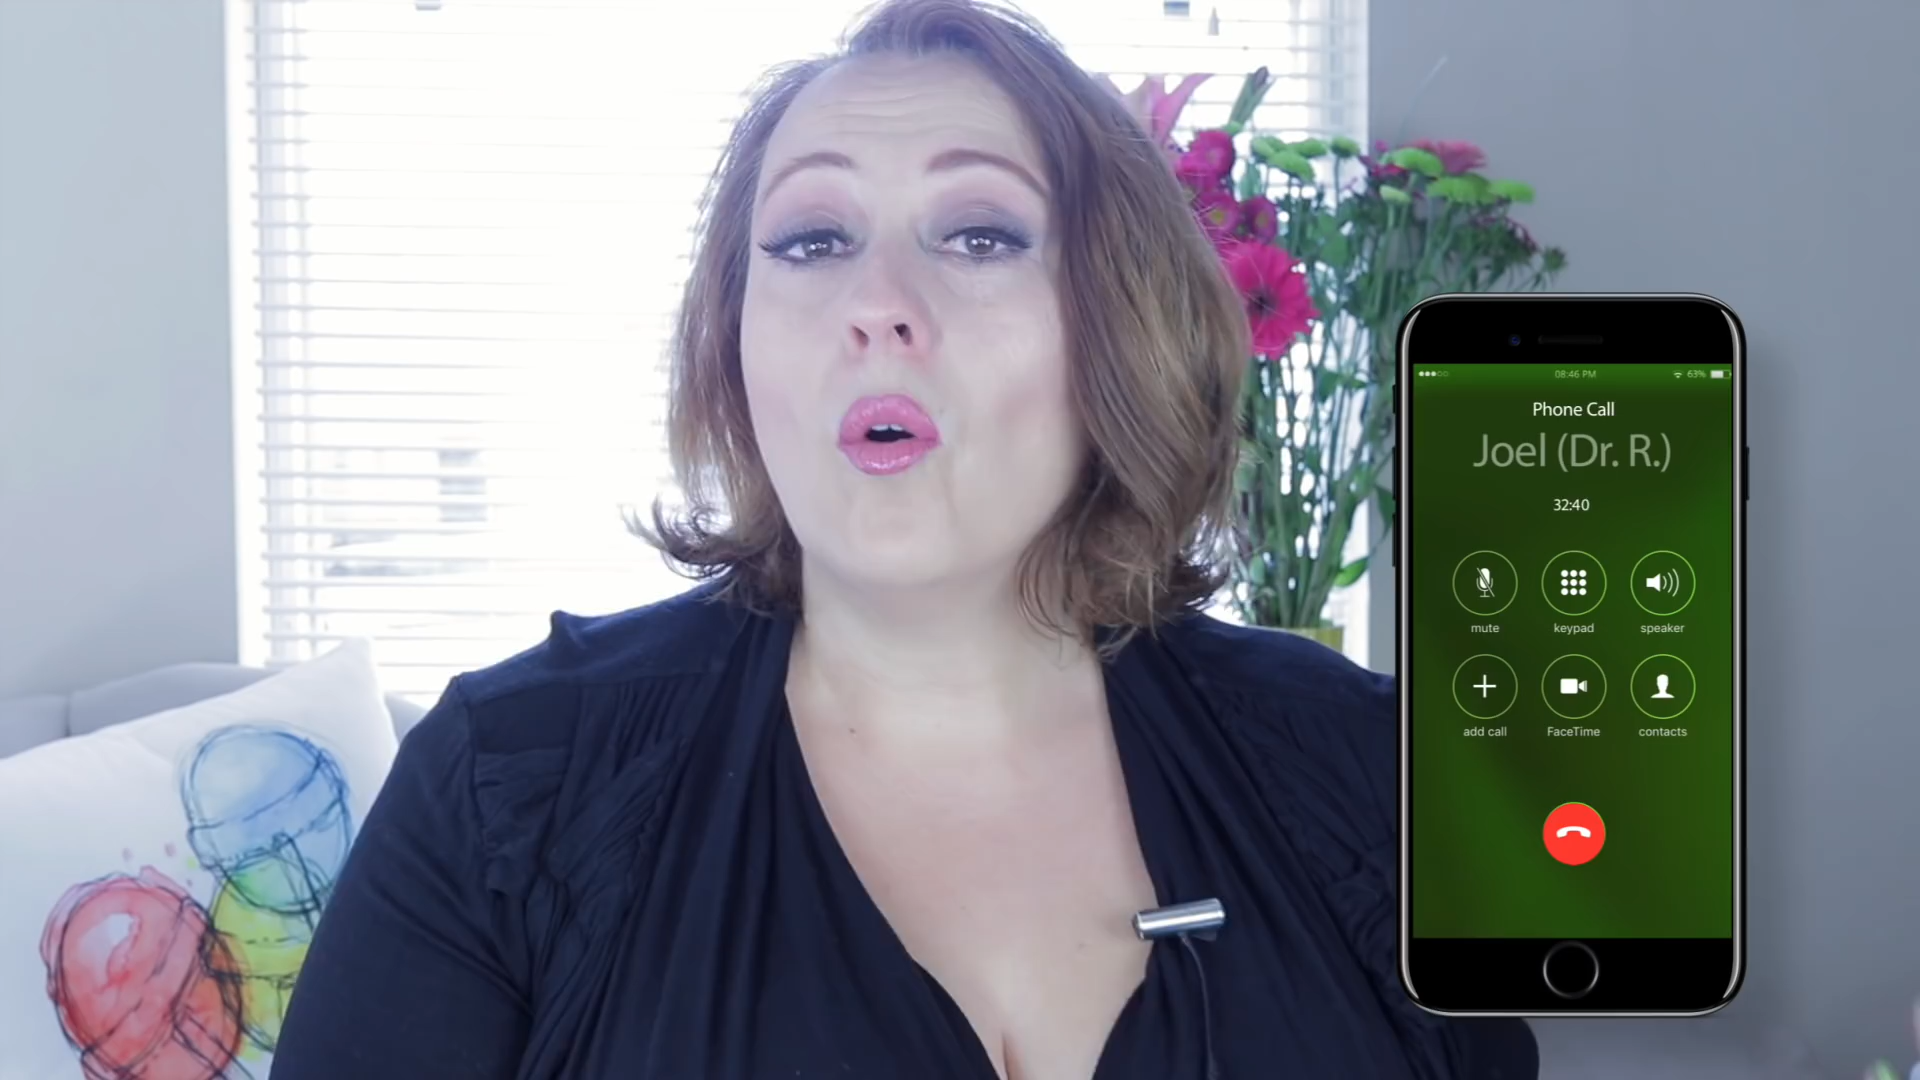 08:46 PM 63%
Phone Call
Joel (Dr. R.)
32:40
mute keypad speaker
add call FaceTime contacts